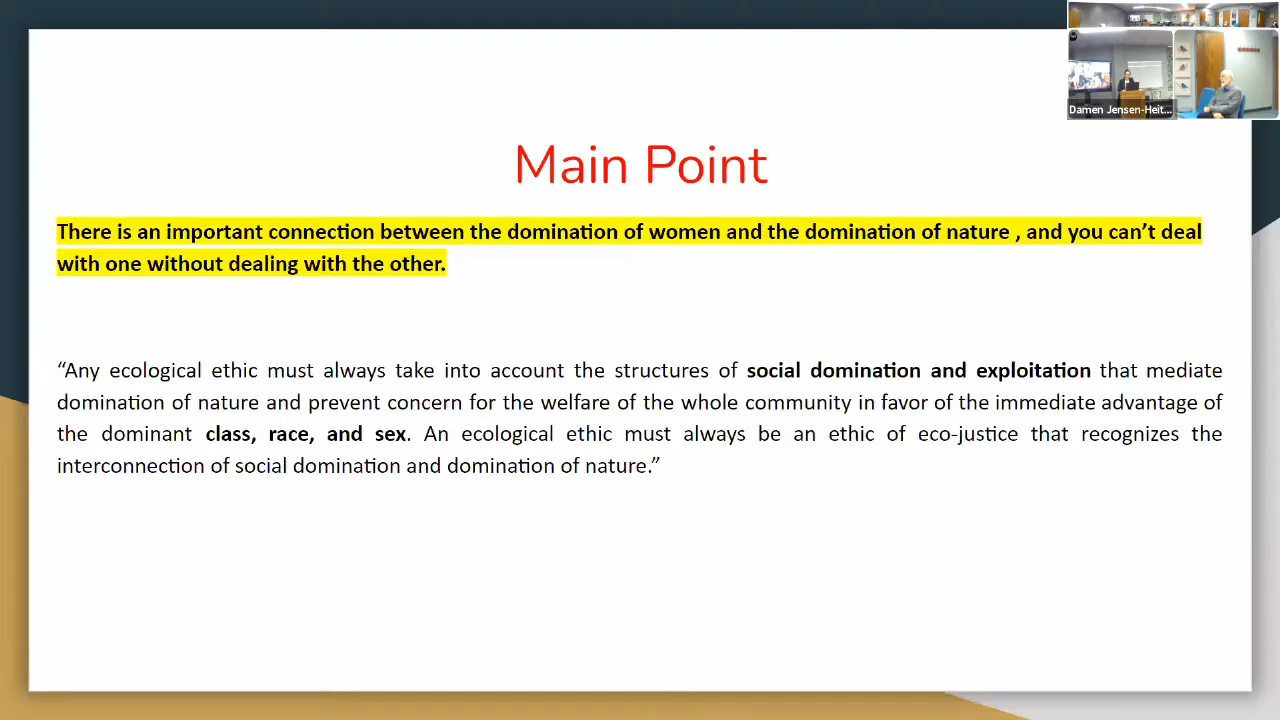 Damen Jensen-Heit...
Main Point
There is an important connection between the domination of women and the domination of nature , and you can’t deal
with one without dealing with the other.
“Any ecological ethic must always take into account the structures of social domination and exploitation that mediate
domination of nature and prevent concern for the welfare of the whole community in favor of the immediate advantage of
the dominant class, race, and sex. An ecological ethic must always be an ethic of eco-justice that recognizes the
interconnection of social domination and domination of nature.”